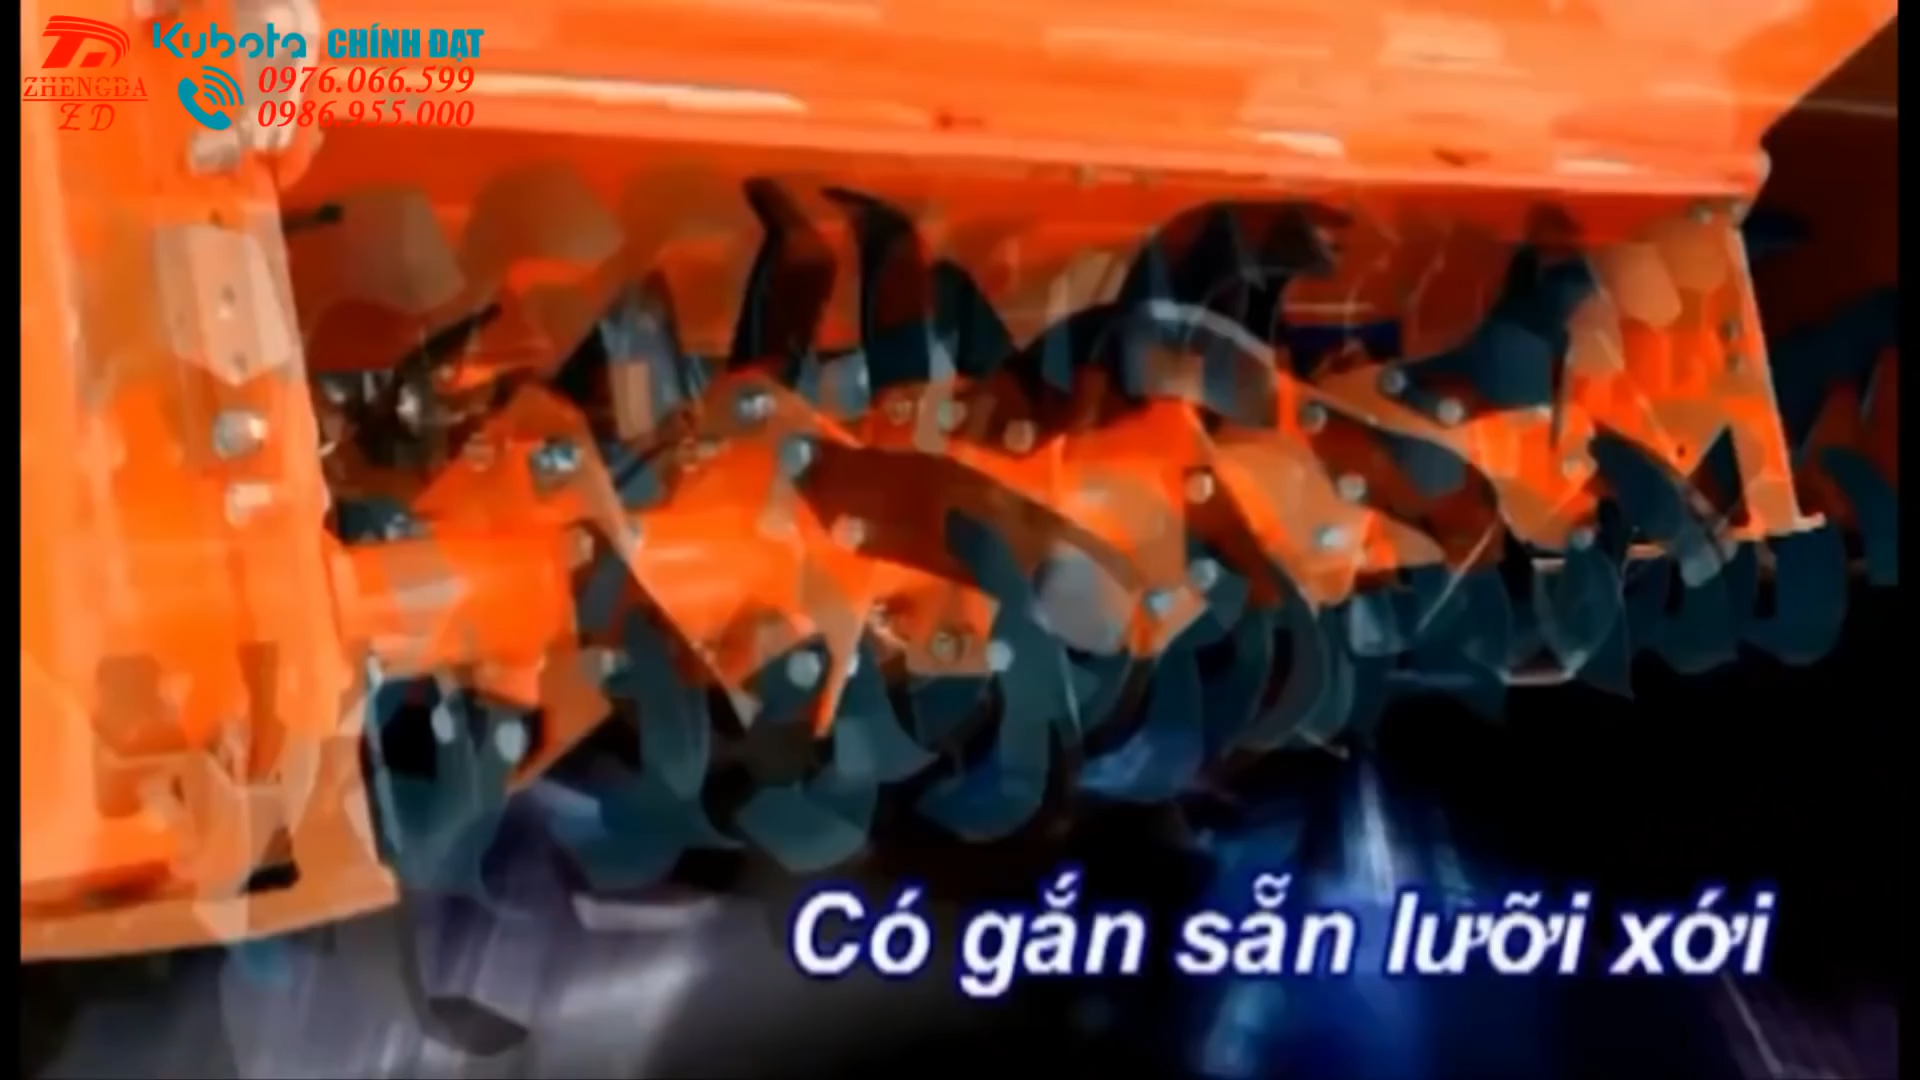 ZHENGDA
ZD
Kubota CHÍNH ĐẠT
0976.066.599
0986.955.000
Có gắn sẵn lưỡi xới